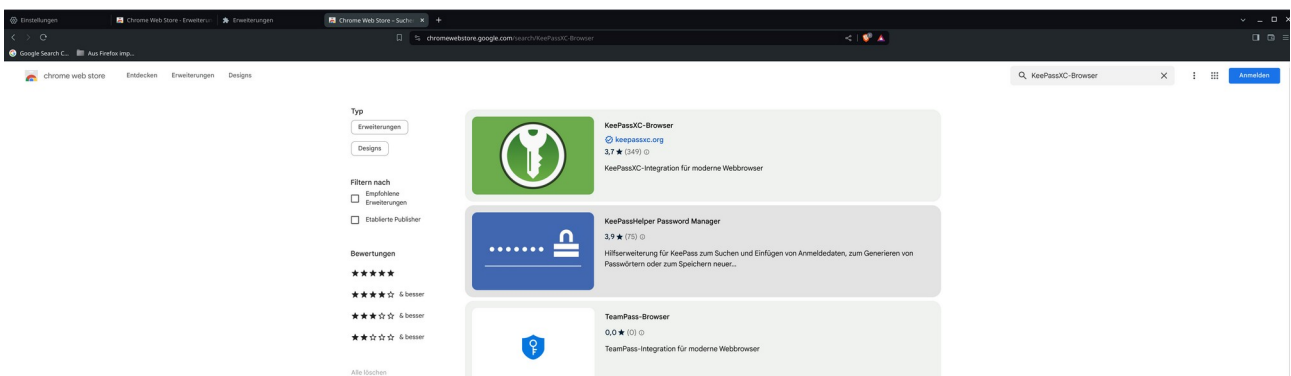 Einstellungen
Chrome Web Store - Erweiterun
Erweiterungen
Chrome Web Store – Suche
chromewebstore.google.com/search/KeePassXC-Browser
Google Search C...
Aus Firefox imp...
chrome web store
Entdecken
Erweiterungen
Designs
KeePassXC-Browser
Anmelden
Typ
Erweiterungen
Designs
Filtern nach
Empfohlene
Erweiterungen
Etablierte Publisher
Bewertungen
& besser
& besser
& besser
Alle löschen
KeePassXC-Browser
keepassxc.org
3,7 ★ (349)
KeePassXC-Integration für moderne Webbrowser
KeePassHelper Password Manager
3,9 ★ (75)
Hilfserweiterung für KeePass zum Suchen und Einfügen von Anmeldedaten, zum Generieren von
Passwörtern oder zum Speichern neuer...
TeamPass-Browser
0,0 ★ (0)
TeamPass-Integration für moderne Webbrowser